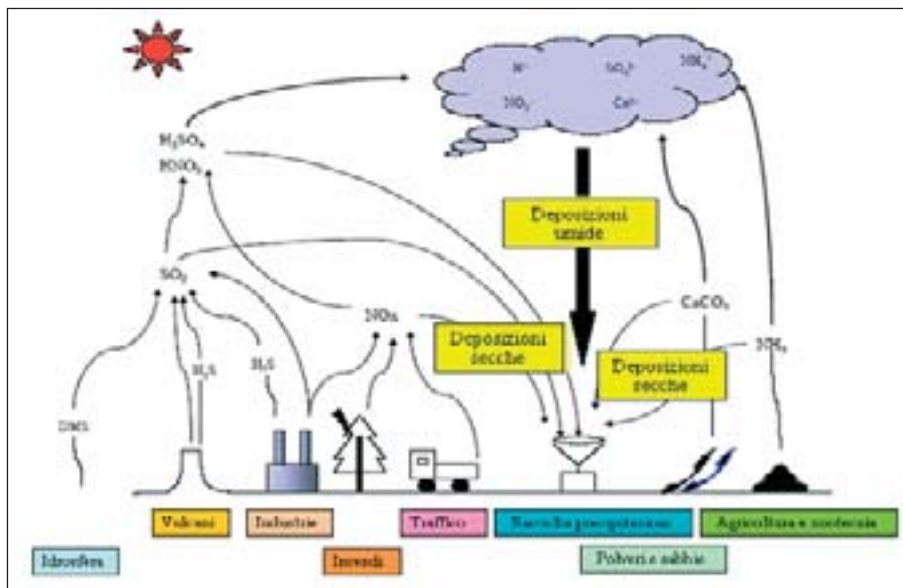 H⁺ SO₄²⁻ NH₄⁺
NO₃⁻ Ca²⁺
H₂SO₄
HNO₃
Deposizioni
umide
SO₂
CaCO₃
NOx
Deposizioni
secche
NH₃
Deposizioni
secche
H₂S
H₂S
DMS
Vulcani
Industrie
Traffico
Raccolta precipitazioni
Agricoltura e zootecnia
Idrosfera
Incendi
Polveri e sabbie